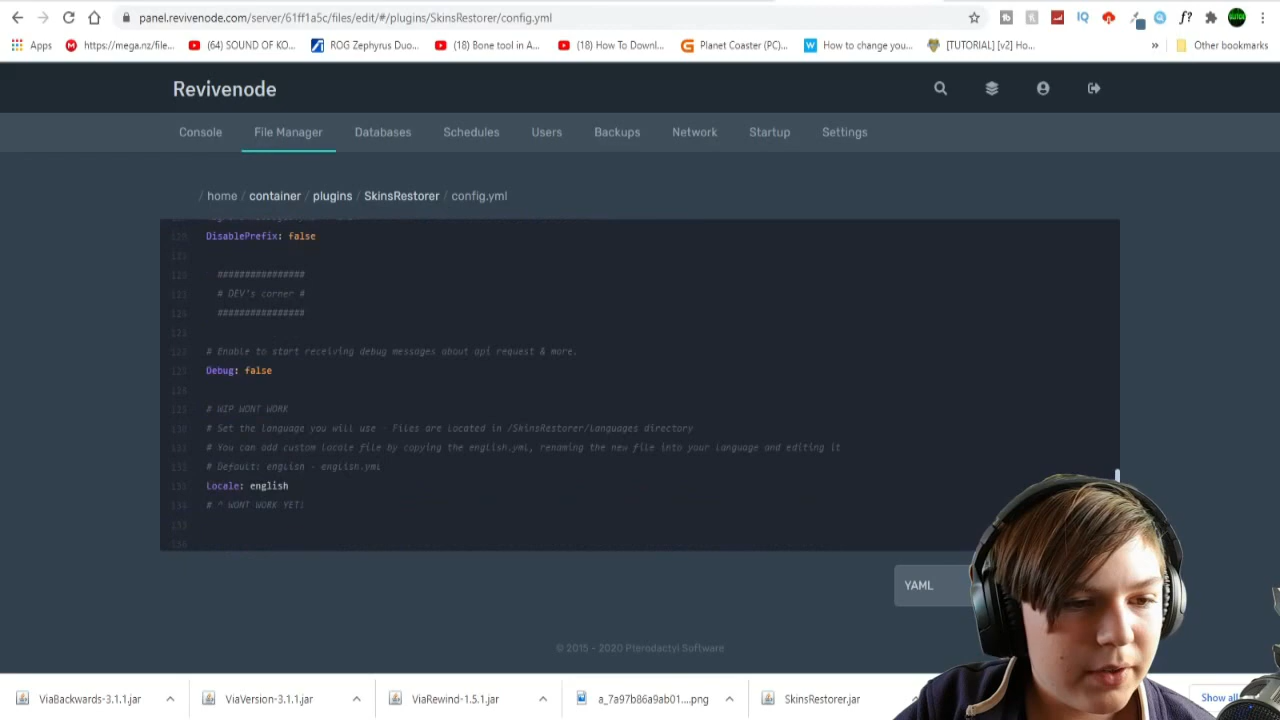 panel.revivenode.com/server/61ff1a5c/files/edit/#/plugins/SkinsRestorer/config.yml
Apps https://mega.nz/file... (64) SOUND OF KO... ROG Zephyrus Duo... (18) Bone tool in A... (18) How To Downl... Planet Coaster (PC)... How to change you... [TUTORIAL] [v2] Ho... » Other bookmarks
Revivenode
Console File Manager Databases Schedules Users Backups Network Startup Settings
/ home / container / plugins / SkinsRestorer / config.yml
DisablePrefix: false
################
# DEV's corner #
################
# Enable to start receiving debug messages about api request & more.
Debug: false
# WIP WONT WORK
# Set the language you will use - Files are located in /SkinsRestorer/languages directory
# You can add custom locale file by copying the english.yml, renaming the new file into your language and editing it
# Default: english - english.yml
Locale: english
# ^ WONT WORK YET!
YAML
© 2015 - 2020 Pterodactyl Software
ViaBackwards-3.1.1.jar ViaVersion-3.1.1.jar ViaRewind-1.5.1.jar a_7a97b86a9ab01....png SkinsRestorer.jar Show all